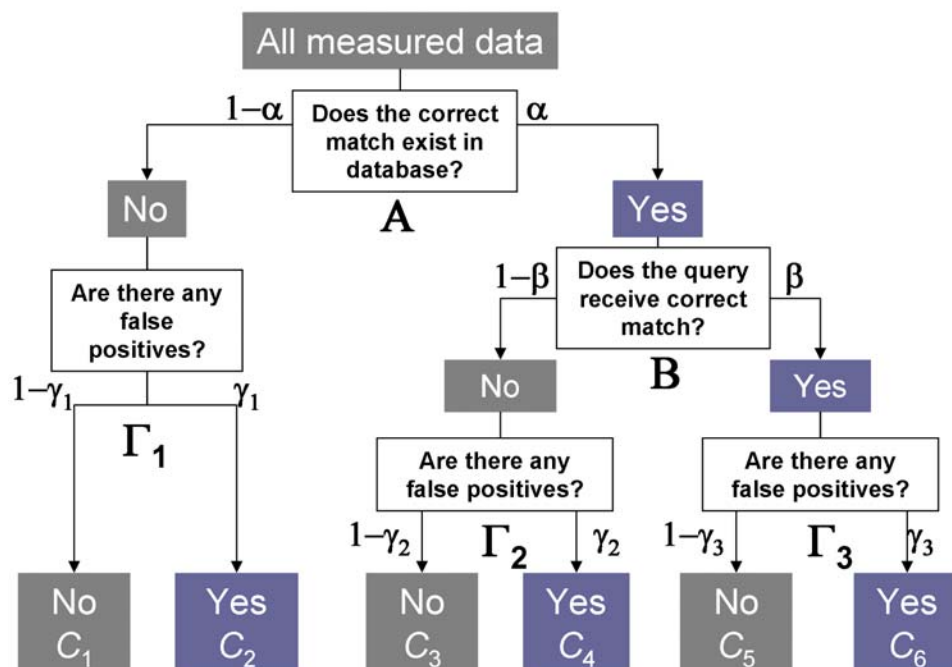 All measured data
1−α
Does the correct
match exist in
database?
α
No
A
Yes
Are there any
false
positives?
1−β
Does the query
receive correct
match?
β
No
B
Yes
1−γ1
γ1
Γ1
Are there any
false positives?
Are there any
false positives?
1−γ2
Γ2
γ2
1−γ3
Γ3
γ3
No
C1
Yes
C2
No
C3
Yes
C4
No
C5
Yes
C6